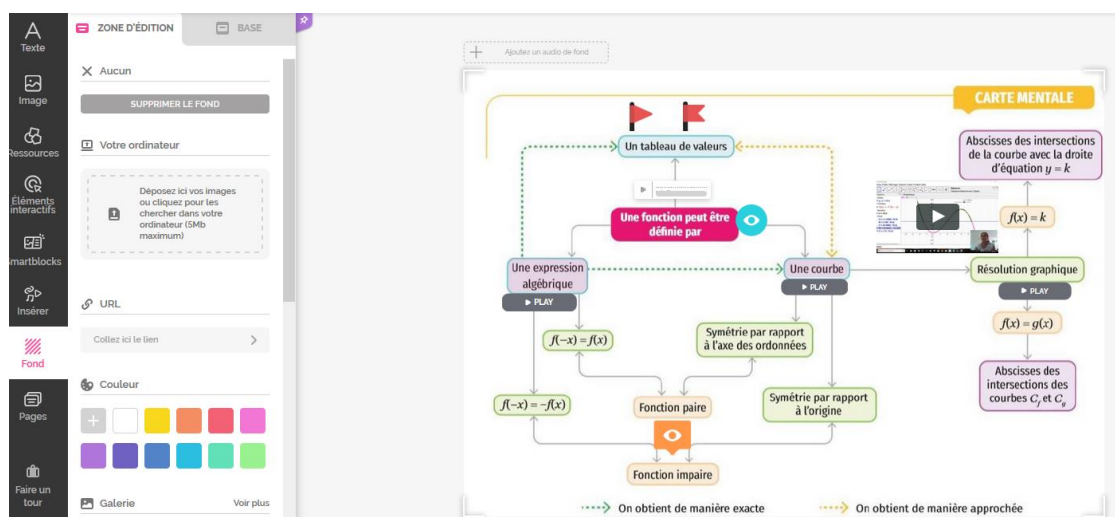 Texte
Image
Ressources
Éléments
interactifs
martblocks
Insérer
Fond
Pages
Faire un
tour
ZONE D'ÉDITION
BASE
Aucun
SUPPRIMER LE FOND
Votre ordinateur
Déposez ici vos images
ou cliquez pour les
chercher dans votre
ordinateur (5Mb
maximum)
URL
Collez ici le lien
Couleur
Galerie
Voir plus
Ajoutez un audio de fond
CARTE MENTALE
Un tableau de valeurs
Abscisses des intersections
de la courbe avec la droite
d'équation y = k
Une fonction peut être
définie par
f(x) = k
Une expression
algébrique
PLAY
Une courbe
PLAY
Résolution graphique
PLAY
f(−x) = f(x)
Symétrie par rapport
à l'axe des ordonnées
f(x) = g(x)
Abscisses des
intersections des
courbes Cf et Cg
f(−x) = −f(x)
Fonction paire
Symétrie par rapport
à l'origine
Fonction impaire
On obtient de manière exacte
On obtient de manière approchée